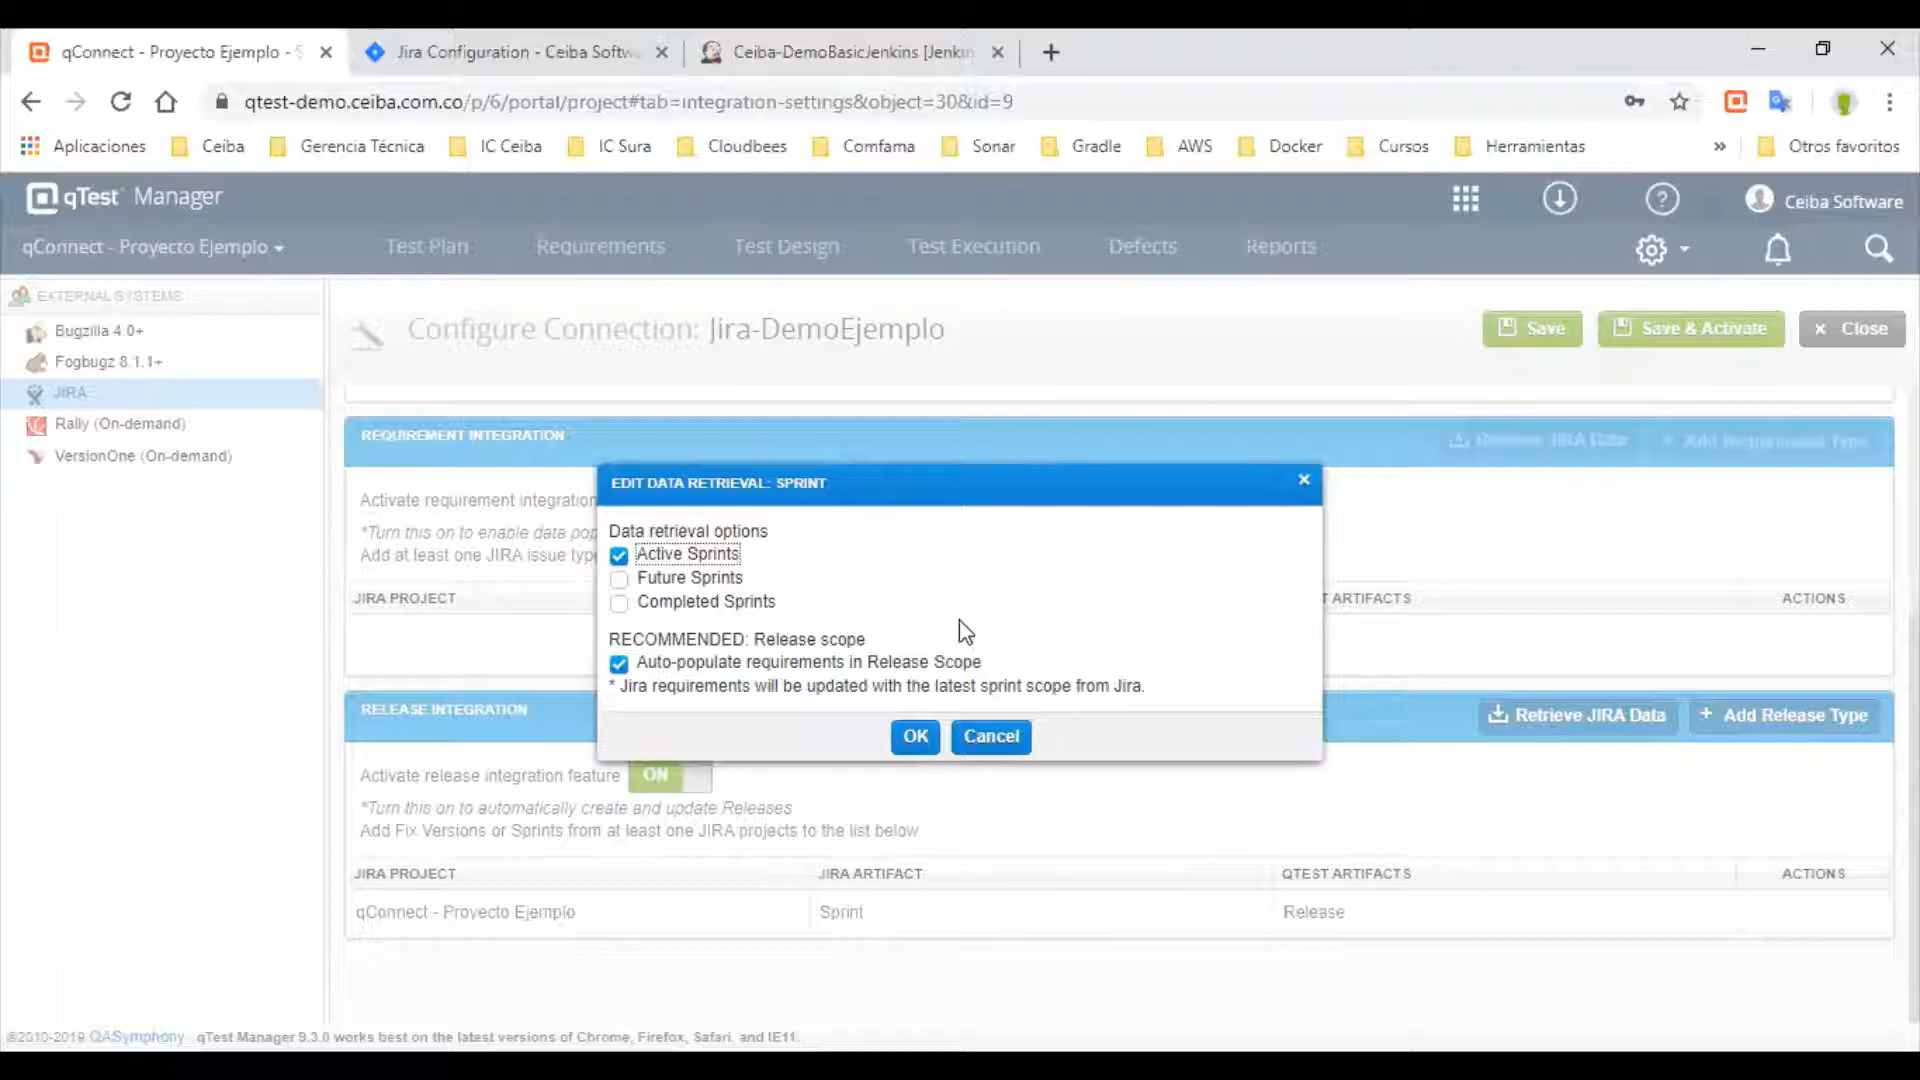 qConnect - Proyecto Ejemplo - S
Jira Configuration - Ceiba Softw
Ceiba-DemoBasicJenkins [Jenkin
qtest-demo.ceiba.com.co/p/6/portal/project#tab=integration-settings&object=30&id=9
Aplicaciones
Ceiba
Gerencia Técnica
IC Ceiba
IC Sura
Cloudbees
Comfama
Sonar
Gradle
AWS
Docker
Cursos
Herramientas
»
Otros favoritos
qTest Manager
Ceiba Software
qConnect - Proyecto Ejemplo
Test Plan
Requirements
Test Design
Test Execution
Defects
Reports
EXTERNAL SYSTEMS
Bugzilla 4.0+
Fogbugz 8.1.1+
JIRA
Rally (On-demand)
VersionOne (On-demand)
Configure Connection: Jira-DemoEjemplo
Save
Save & Activate
× Close
REQUIREMENT INTEGRATION
Retrieve JIRA Data
+ Add Requirement Type
Activate requirement integration
*Turn this on to enable data pop
Add at least one JIRA issue type
JIRA PROJECT
T ARTIFACTS
ACTIONS
EDIT DATA RETRIEVAL: SPRINT
×
Data retrieval options
Active Sprints
Future Sprints
Completed Sprints
RECOMMENDED: Release scope
Auto-populate requirements in Release Scope
* Jira requirements will be updated with the latest sprint scope from Jira.
OK
Cancel
RELEASE INTEGRATION
Retrieve JIRA Data
+ Add Release Type
Activate release integration feature
ON
*Turn this on to automatically create and update Releases
Add Fix Versions or Sprints from at least one JIRA projects to the list below
JIRA PROJECT
JIRA ARTIFACT
QTEST ARTIFACTS
ACTIONS
qConnect - Proyecto Ejemplo
Sprint
Release
©2010-2019 QASymphony qTest Manager 9.3.0 works best on the latest versions of Chrome, Firefox, Safari, and IE11.